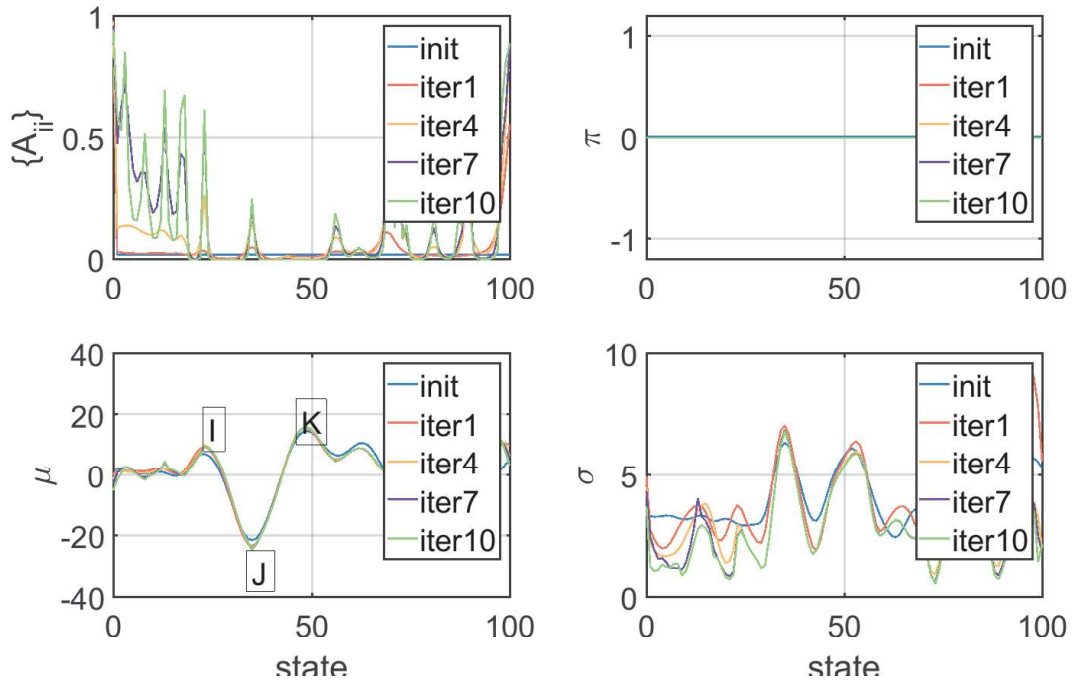 {A_ii}
1
0.5
0
0
50
100
init
iter1
iter4
iter7
iter10
π
1
0
-1
0
50
100
init
iter1
iter4
iter7
iter10
μ
40
20
0
-20
-40
0
50
100
state
I
J
K
init
iter1
iter4
iter7
iter10
σ
10
5
0
0
50
100
state
init
iter1
iter4
iter7
iter10